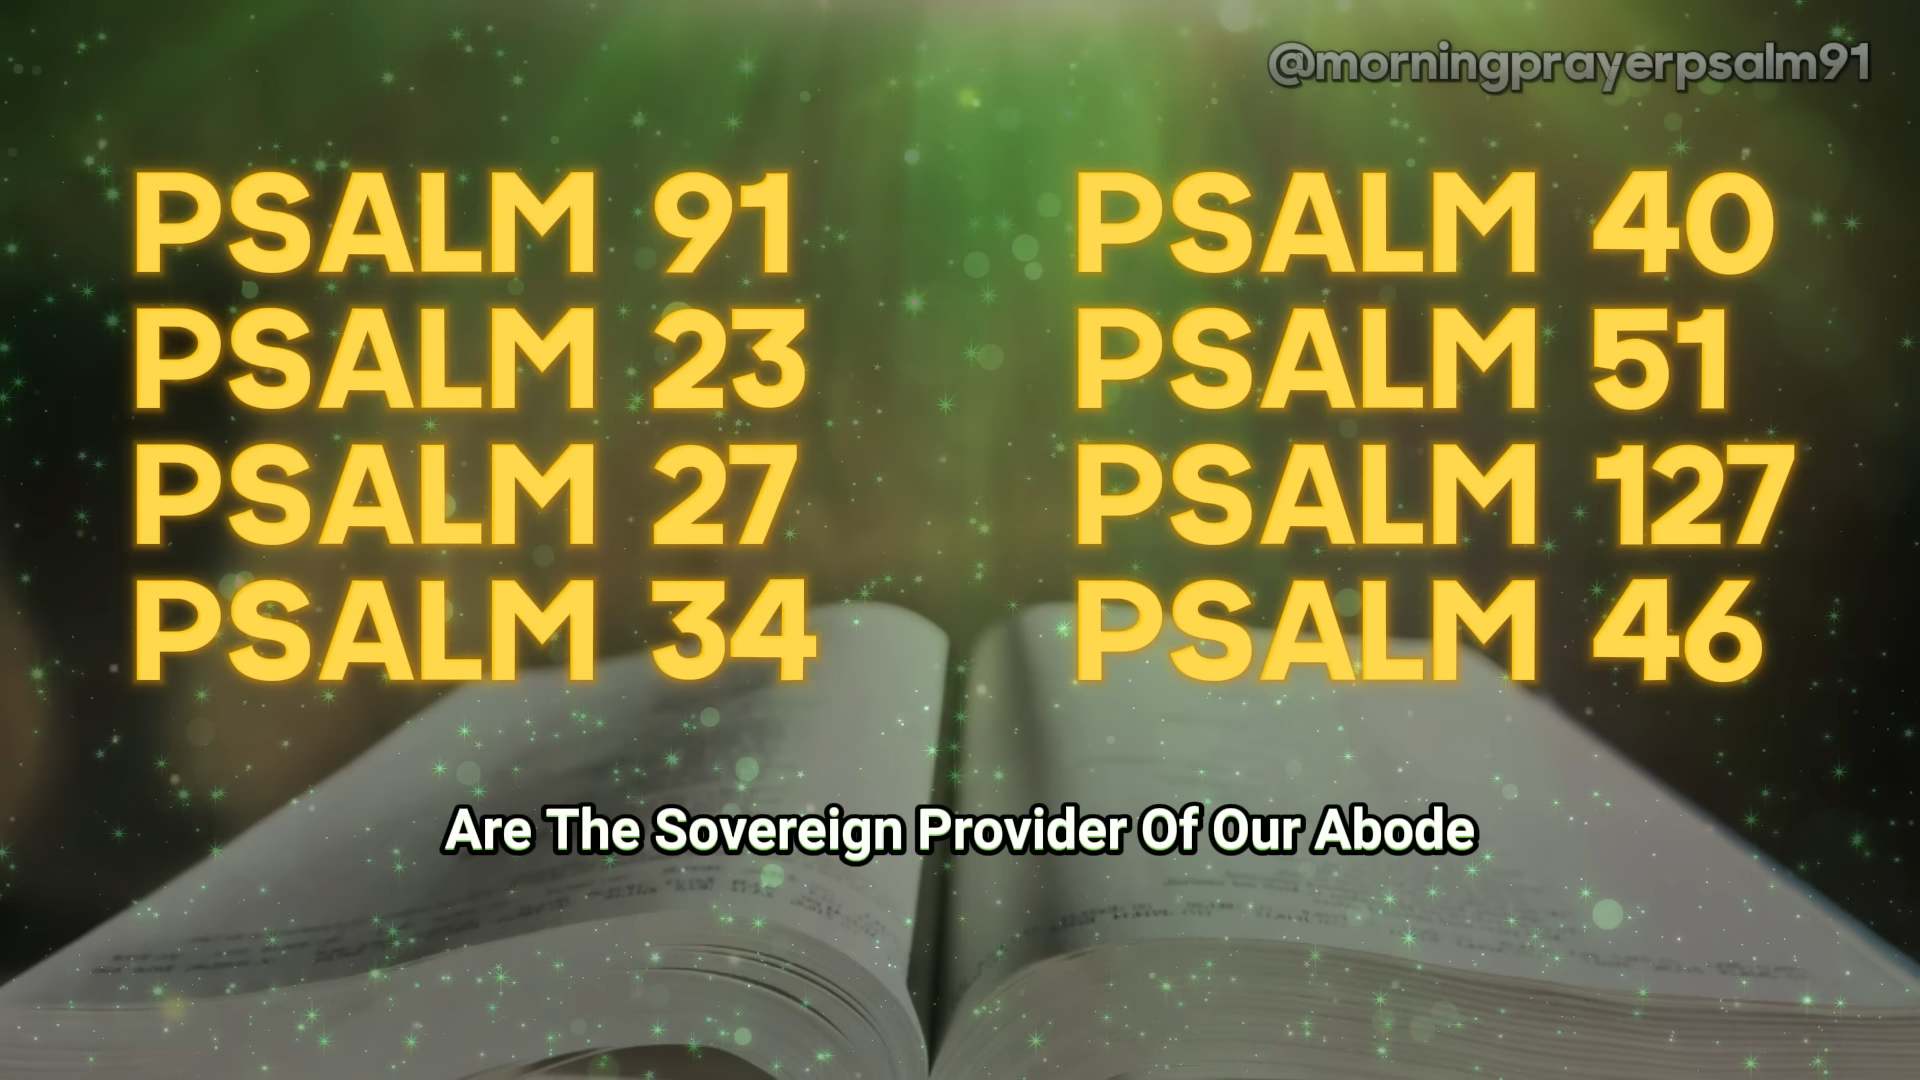 @morningprayerpsalm91
PSALM 91
PSALM 23
PSALM 27
PSALM 34
PSALM 40
PSALM 51
PSALM 127
PSALM 46
Are The Sovereign Provider Of Our Abode